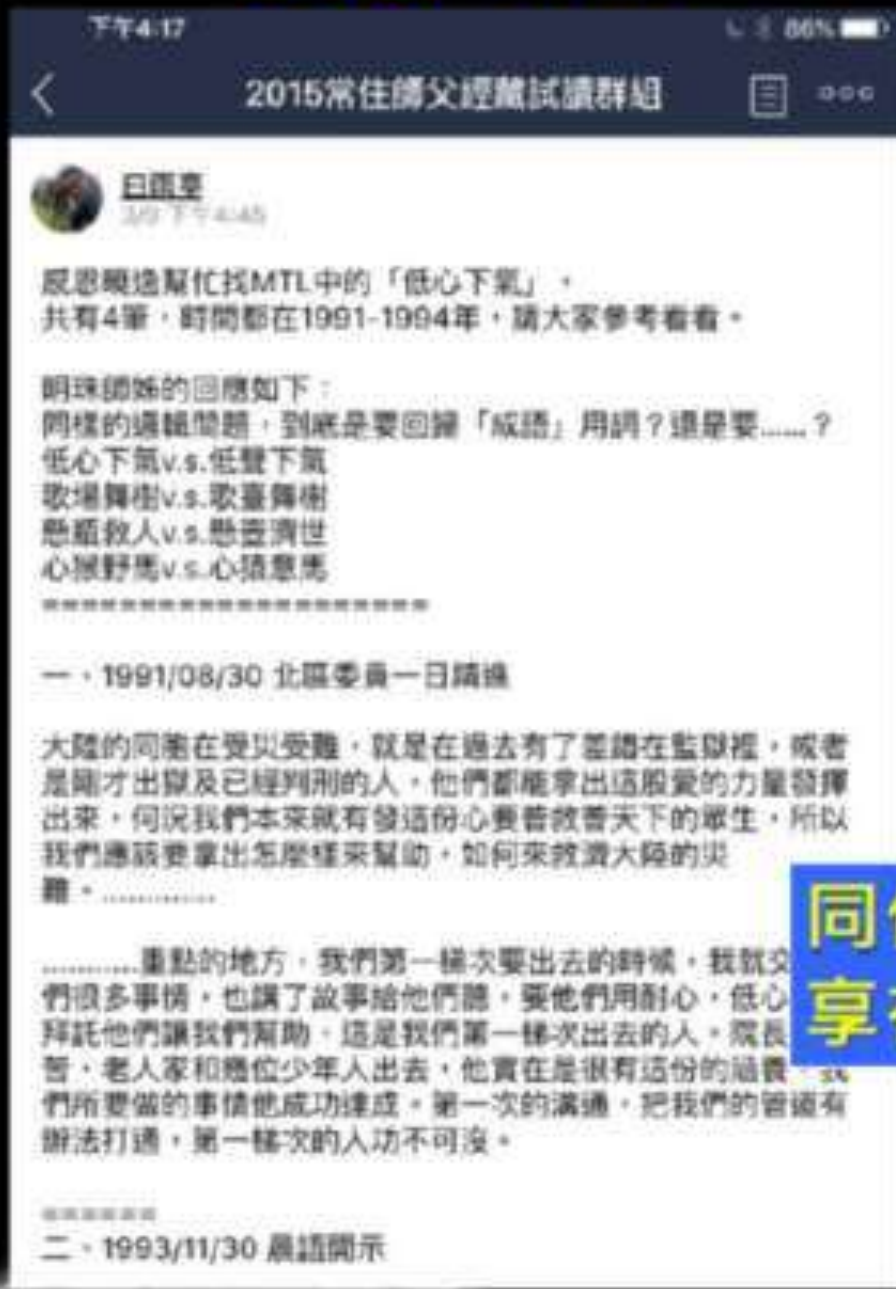 下午4:17
86%
2015常住師父經藏試讀群組
下午4:45
感恩曉逸幫忙找MTL中的「低心下氣」，
共有4筆，時間都在1991-1994年，請大家參考看看。
明珠師姊的回應如下：
同樣的邏輯問題，到底是要回歸「成語」用詞？還是要......？
低心下氣v.s.低聲下氣
歌場舞榭v.s.歌臺舞榭
懸瓶救人v.s.懸壺濟世
心猴野馬v.s.心猿意馬
====================
一、1991/08/30 北區委員一日精進
大陸的同胞在受災受難，就是在過去有了差錯在監獄裡，或者
是剛才出獄及已經判刑的人，他們都能拿出這股愛的力量發揮
出來，何況我們本來就有發這份心要普救普天下的眾生，所以
我們應該要拿出怎麼樣來幫助，如何來救濟大陸的災
難。............
............重點的地方，我們第一梯次要出去的時候，我就交
們很多事情，也講了故事給他們聽，要他們用耐心，低心
拜託他們讓我們幫助，這是我們第一梯次出去的人。院長
苦，老人家和幾位少年人出去，他實在是很有這份的涵養，我
們所要做的事情他成功達成。第一次的溝通，把我們的管道有
辦法打通，第一梯次的人功不可沒。
======
二、1993/11/30 晨語開示
同
享